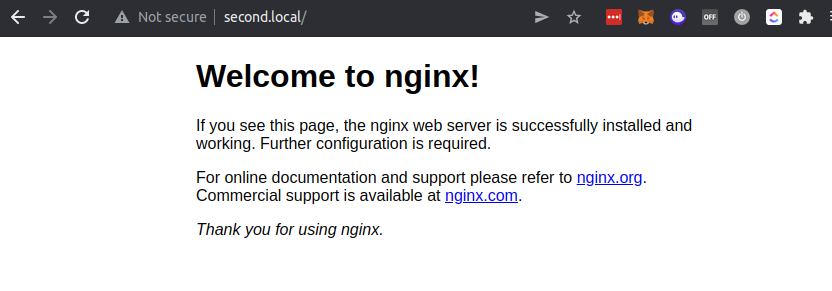 Not secure | second.local/
OFF
Welcome to nginx!
If you see this page, the nginx web server is successfully installed and
working. Further configuration is required.
For online documentation and support please refer to nginx.org.
Commercial support is available at nginx.com.
Thank you for using nginx.